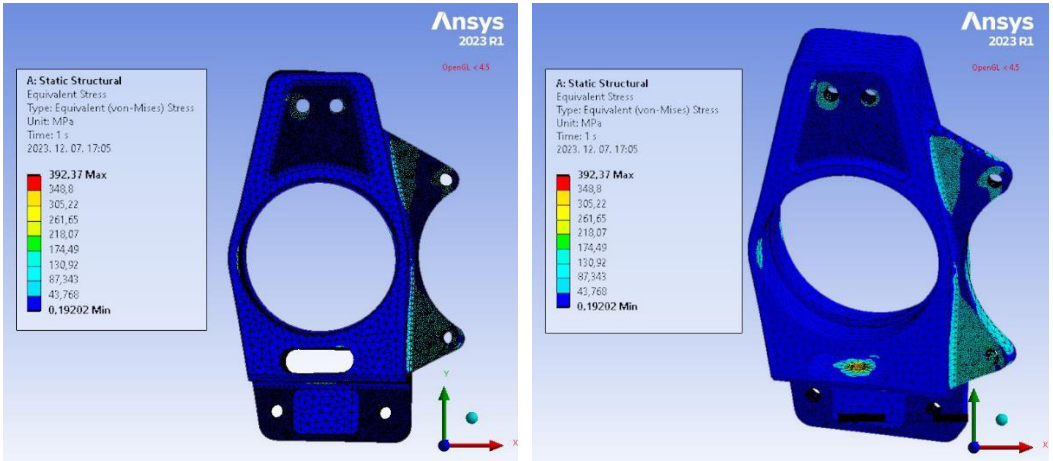 Ansys
2023 R1
OpenGL < 4.5
A: Static Structural
Equivalent Stress
Type: Equivalent (von-Mises) Stress
Unit: MPa
Time: 1 s
2023. 12. 07. 17:05
392,37 Max
348,8
305,22
261,65
218,07
174,49
130,92
87,343
43,768
0,19202 Min
Y
X
Ansys
2023 R1
OpenGL < 4.5
A: Static Structural
Equivalent Stress
Type: Equivalent (von-Mises) Stress
Unit: MPa
Time: 1 s
2023. 12. 07. 17:05
392,37 Max
348,8
305,22
261,65
218,07
174,49
130,92
87,343
43,768
0,19202 Min
Y
X